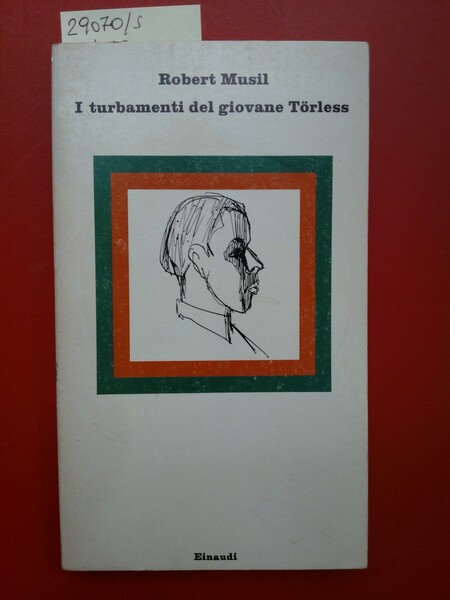 29070/s
Robert Musil
I turbamenti del giovane Törless
Einaudi